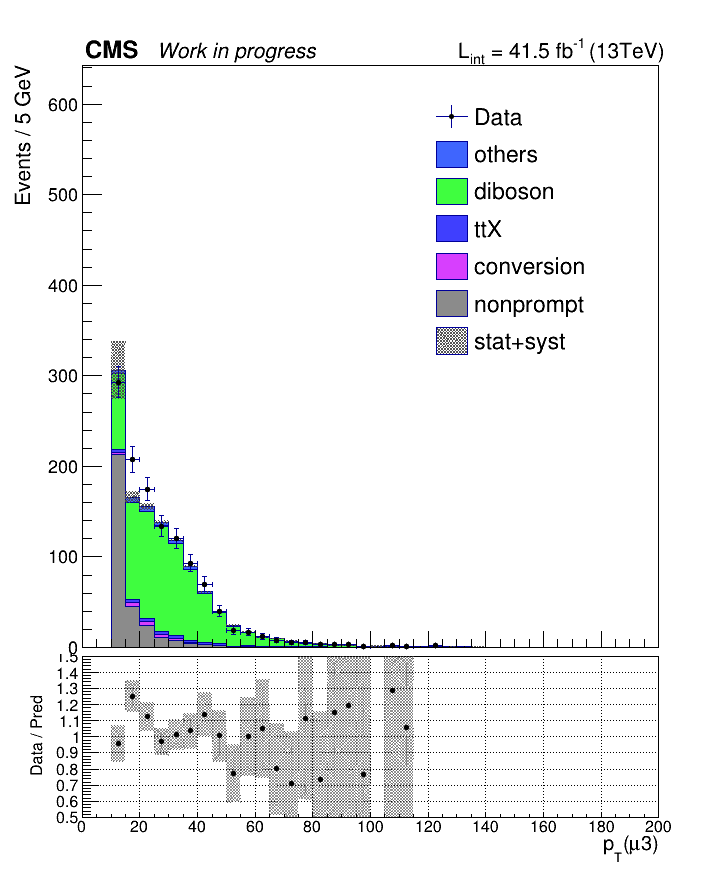 CMS Work in progress L_int = 41.5 fb^-1 (13TeV)
Events / 5 GeV
600
500
400
300
200
100
0
Data
others
diboson
ttX
conversion
nonprompt
stat+syst
Data / Pred
1.5
1.4
1.3
1.2
1.1
1
0.9
0.8
0.7
0.6
0.5
0 20 40 60 80 100 120 140 160 180 200
p_T(μ3)